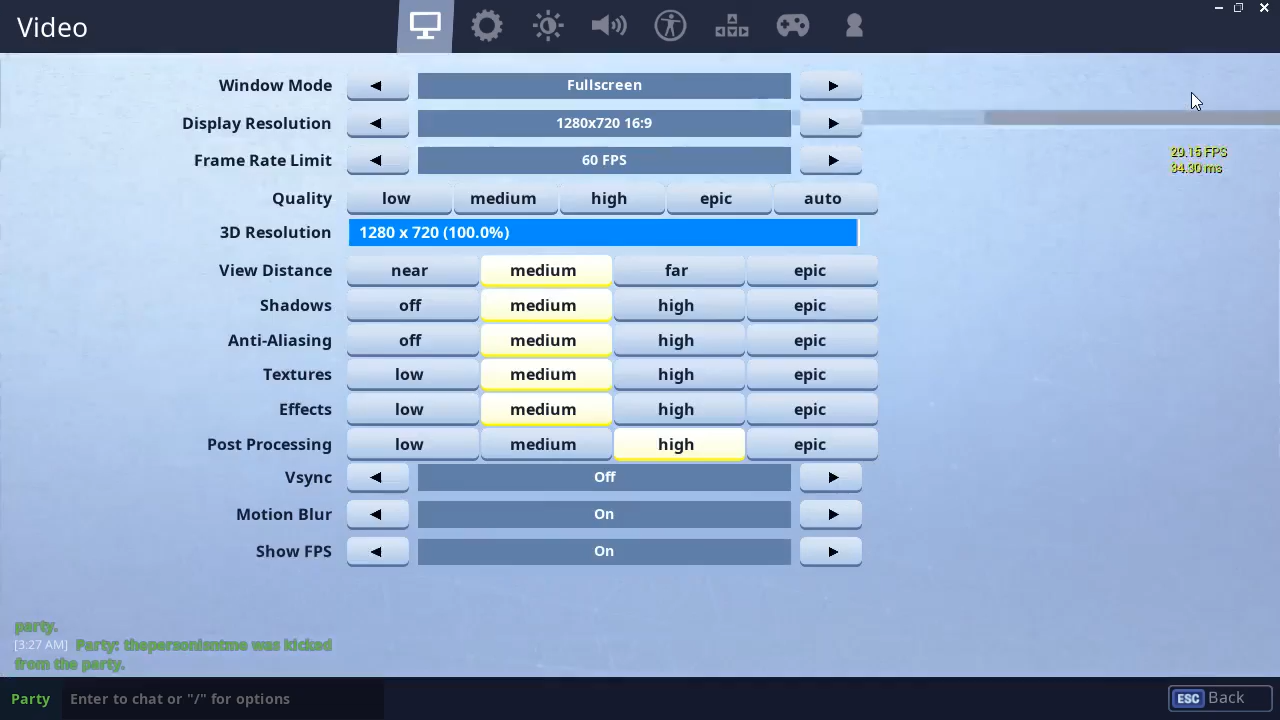 Video
Window Mode Fullscreen
Display Resolution 1280x720 16:9
Frame Rate Limit 60 FPS
29.15 FPS
34.30 ms
Quality low medium high epic auto
3D Resolution 1280 x 720 (100.0%)
View Distance near medium far epic
Shadows off medium high epic
Anti-Aliasing off medium high epic
Textures low medium high epic
Effects low medium high epic
Post Processing low medium high epic
Vsync Off
Motion Blur On
Show FPS On
party.
[3:27 AM] Party: thepersonisntme was kicked
from the party.
Party Enter to chat or "/" for options
ESC Back